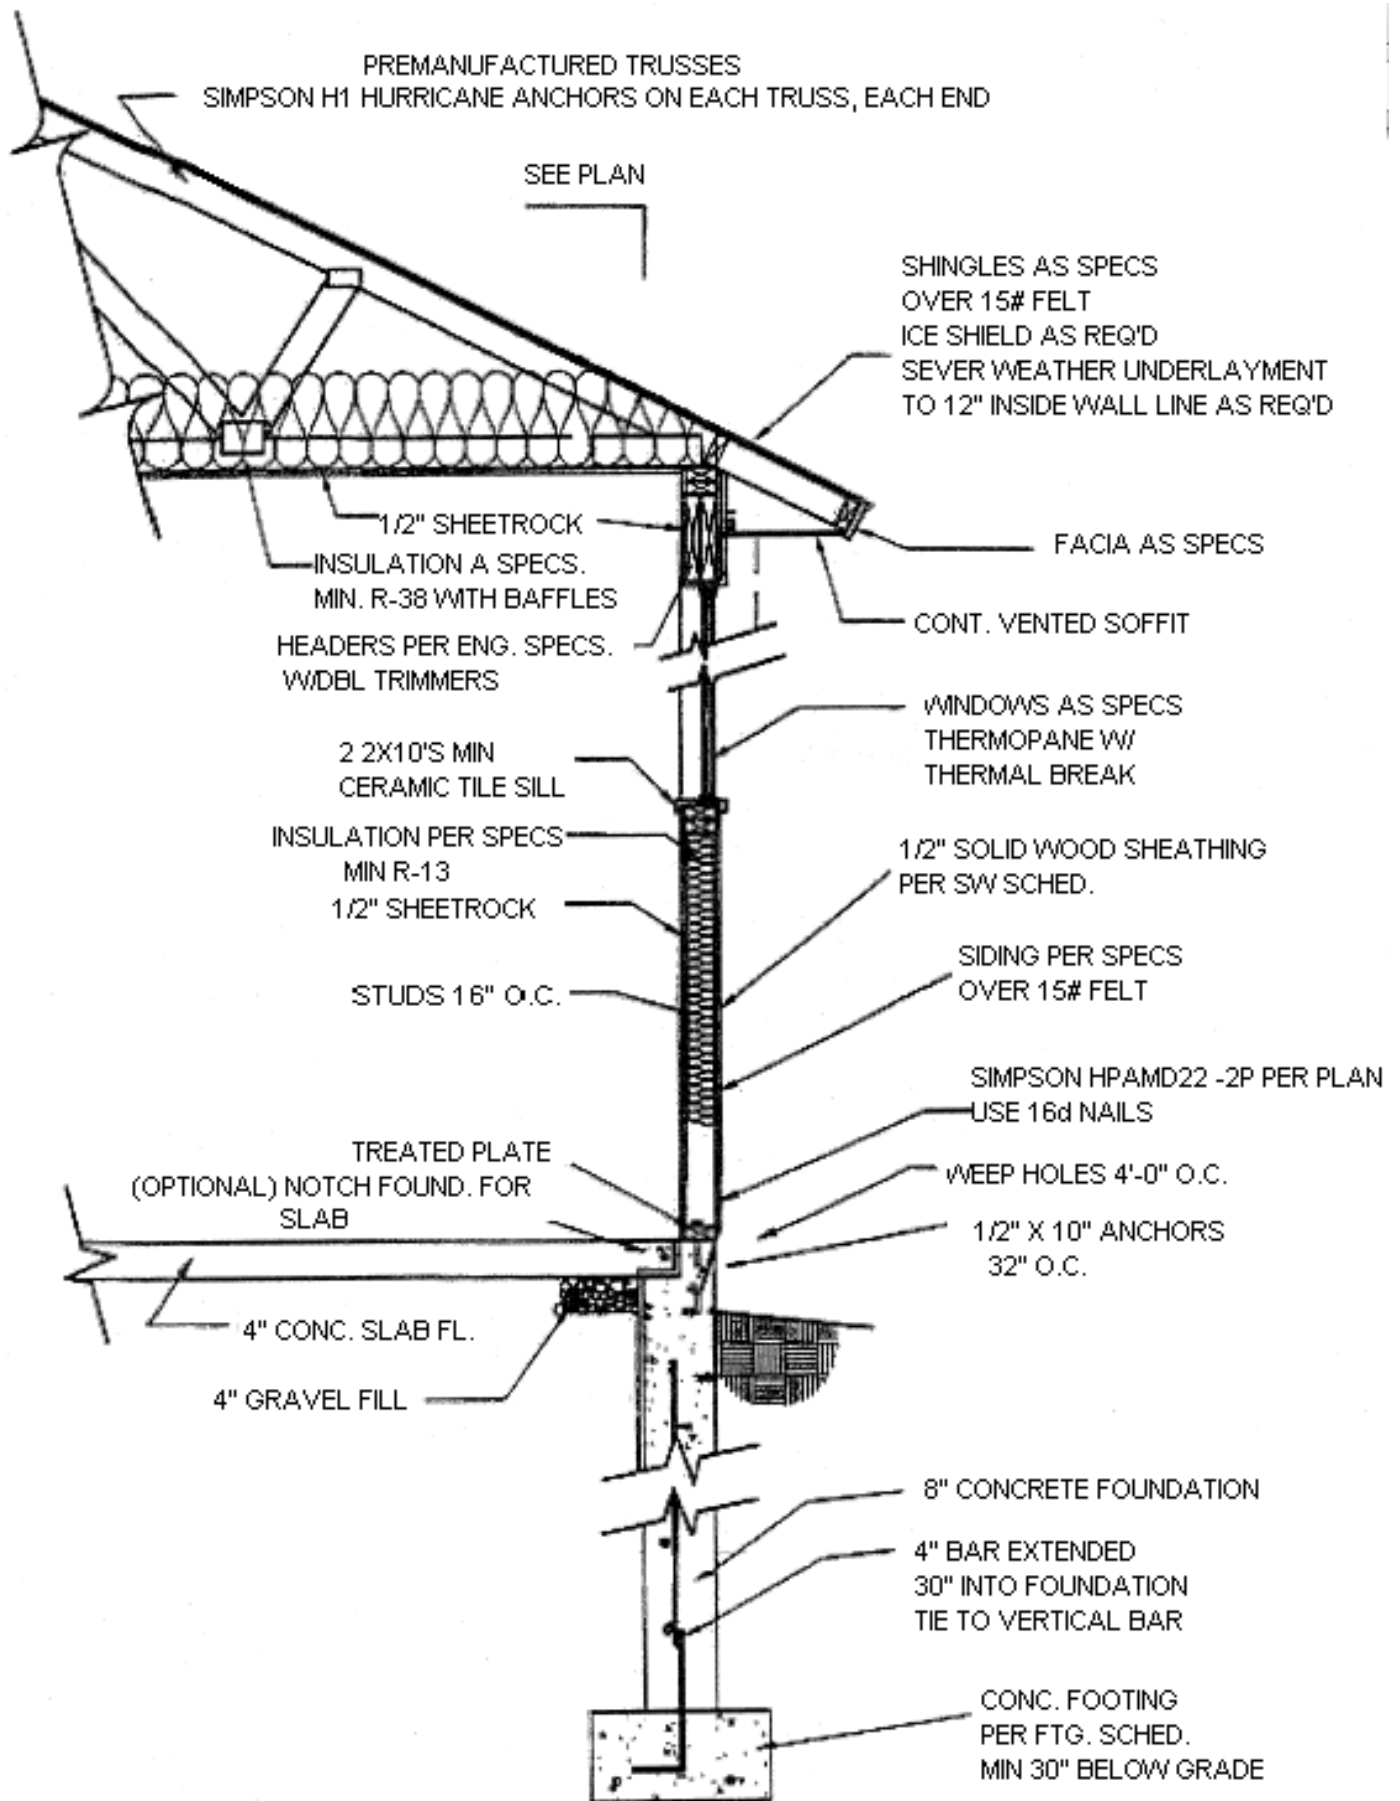 PREMANUFACTURED TRUSSES
SIMPSON H1 HURRICANE ANCHORS ON EACH TRUSS, EACH END
SEE PLAN
SHINGLES AS SPECS
OVER 15# FELT
ICE SHIELD AS REQ'D
SEVER WEATHER UNDERLAYMENT
TO 12" INSIDE WALL LINE AS REQ'D
1/2" SHEETROCK
FACIA AS SPECS
INSULATION A SPECS.
MIN. R-38 WITH BAFFLES
CONT. VENTED SOFFIT
HEADERS PER ENG. SPECS.
W/DBL TRIMMERS
WINDOWS AS SPECS
THERMOPANE W/
THERMAL BREAK
2 2X10'S MIN
CERAMIC TILE SILL
INSULATION PER SPECS
MIN R-13
1/2" SOLID WOOD SHEATHING
PER SW SCHED.
1/2" SHEETROCK
SIDING PER SPECS
OVER 15# FELT
STUDS 16" O.C.
SIMPSON HPAMD22 -2P PER PLAN
USE 16d NAILS
TREATED PLATE
(OPTIONAL) NOTCH FOUND. FOR
SLAB
WEEP HOLES 4'-0" O.C.
1/2" X 10" ANCHORS
32" O.C.
4" CONC. SLAB FL.
4" GRAVEL FILL
8" CONCRETE FOUNDATION
4" BAR EXTENDED
30" INTO FOUNDATION
TIE TO VERTICAL BAR
CONC. FOOTING
PER FTG. SCHED.
MIN 30" BELOW GRADE